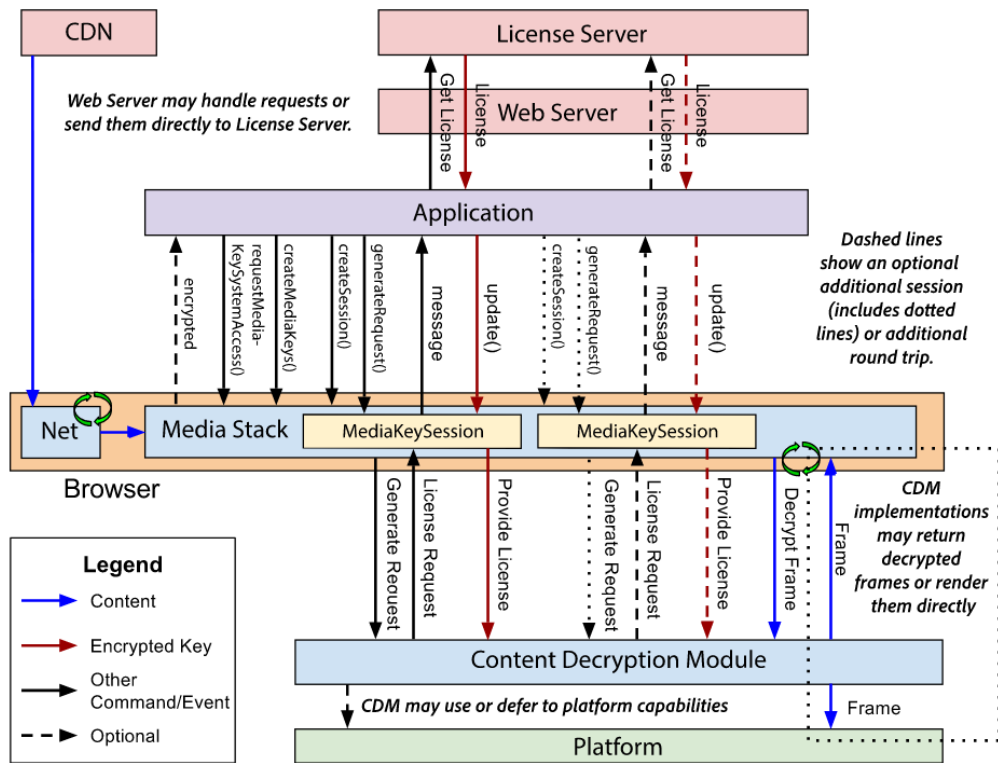 CDN
License Server
Web Server may handle requests or
send them directly to License Server.
Get License
License
Get License
License
Web Server
Application
encrypted
requestMedia-
KeySystemAccess()
createMediaKeys()
createSession()
generateRequest()
message
update()
createSession()
generateRequest()
message
update()
Dashed lines
show an optional
additional session
(includes dotted
lines) or additional
round trip.
Net
Media Stack
MediaKeySession
MediaKeySession
Browser
Generate Request
License Request
Provide License
Generate Request
License Request
Provide License
Decrypt Frame
Frame
CDM
implementations
may return
decrypted
frames or render
them directly
Legend
Content
Encrypted Key
Other
Command/Event
Optional
Content Decryption Module
CDM may use or defer to platform capabilities
Frame
Platform